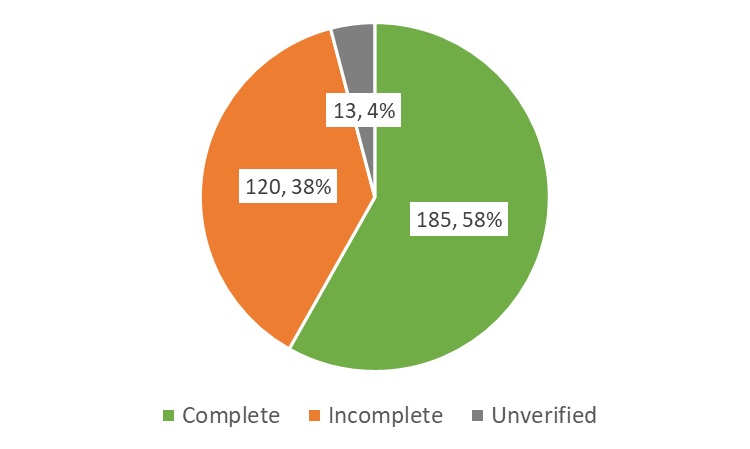 13, 4%
120, 38%
185, 58%
Complete Incomplete Unverified